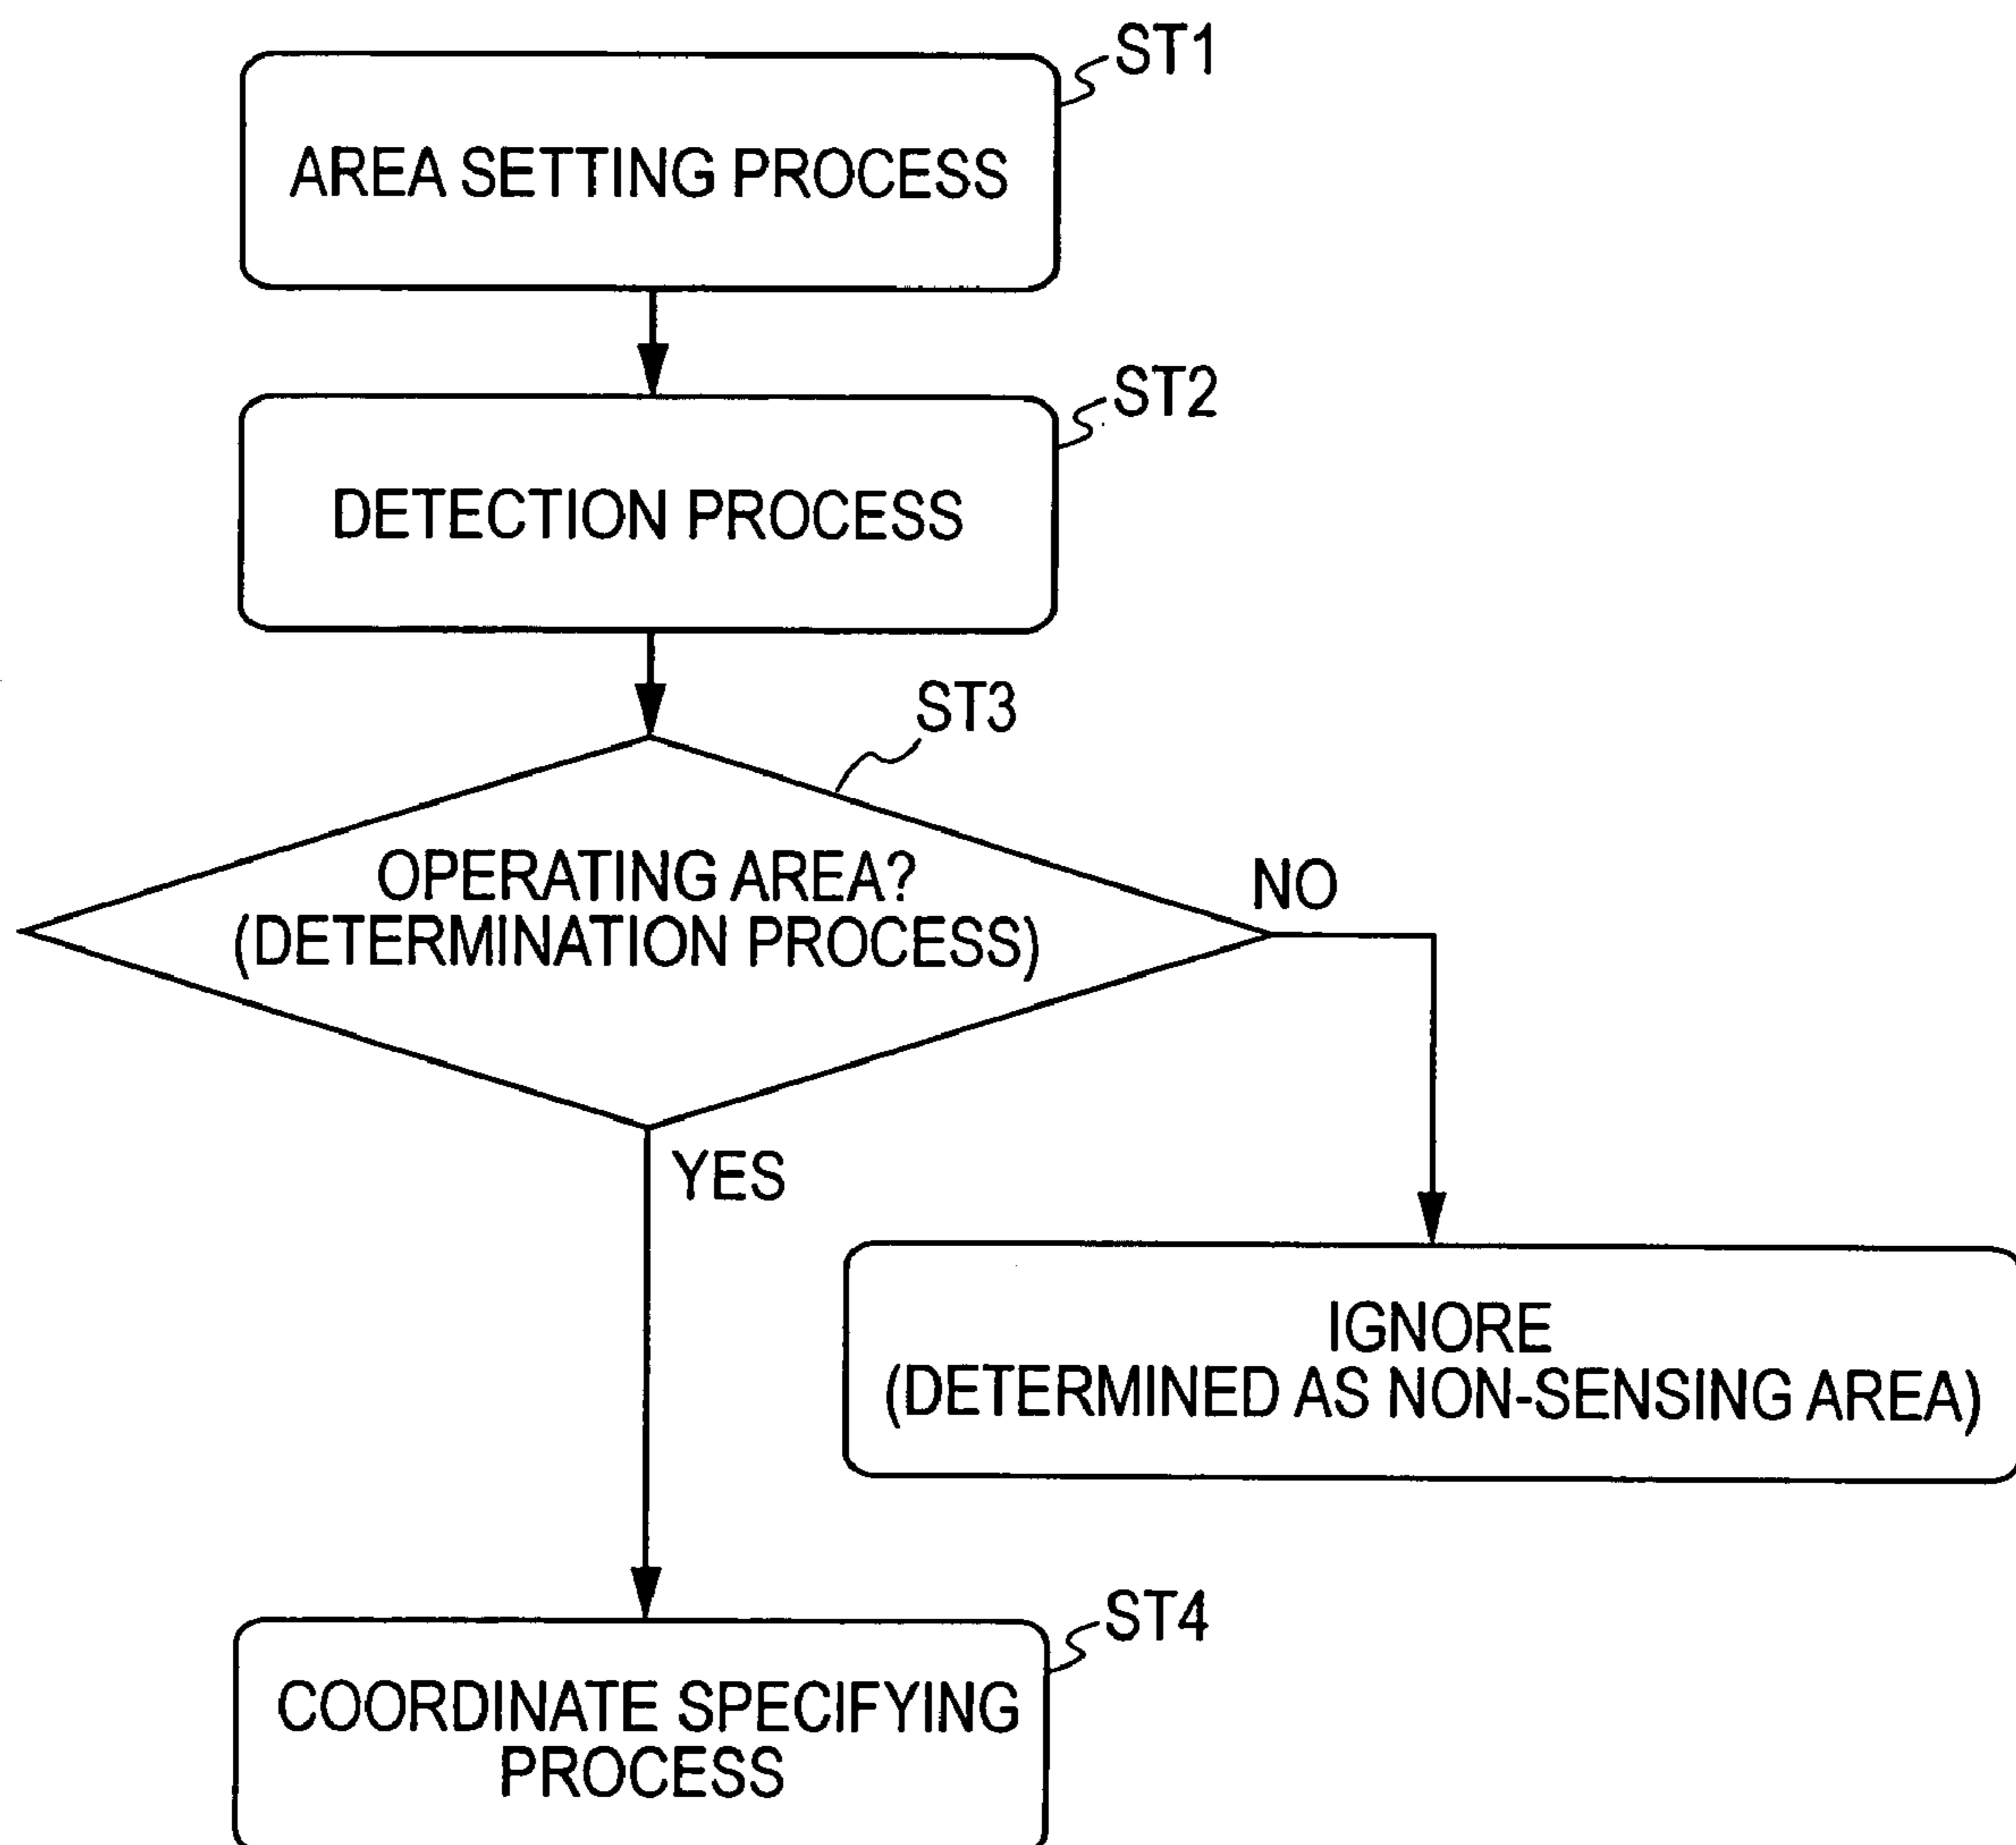 ST1
AREA SETTING PROCESS
ST2
DETECTION PROCESS
ST3
OPERATING AREA?
(DETERMINATION PROCESS)
NO
YES
IGNORE
(DETERMINED AS NON-SENSING AREA)
ST4
COORDINATE SPECIFYING
PROCESS